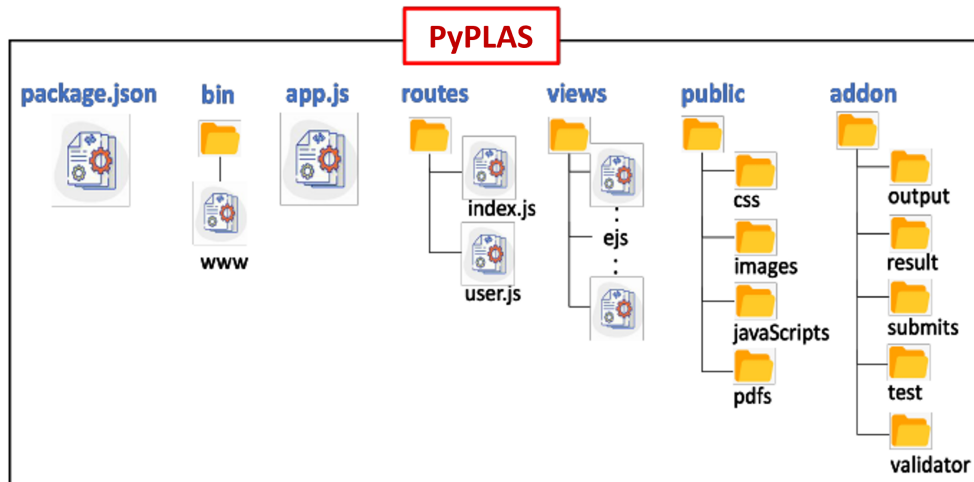 PyPLAS
package.json
bin
app.js
routes
views
public
addon
www
index.js
user.js
ejs
css
images
javaScripts
pdfs
output
result
submits
test
validator